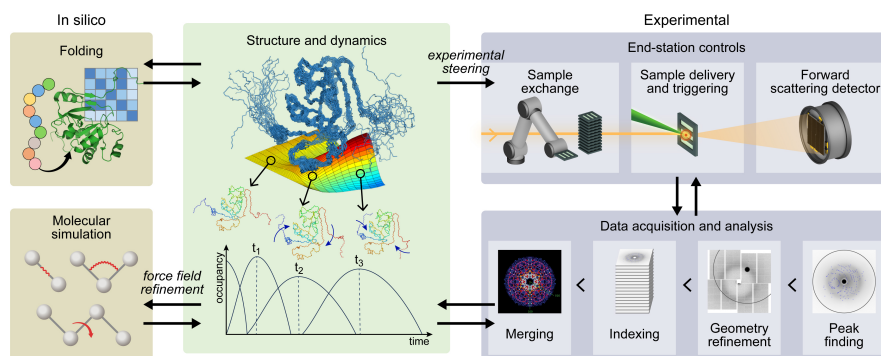 In silico
Folding
Molecular
simulation
Structure and dynamics
t1
t2
t3
occupancy
time
force field
refinement
experimental
steering
Experimental
End-station controls
Sample
exchange
Sample delivery
and triggering
Forward
scattering detector
Data acquisition and analysis
Merging
<
Indexing
<
Geometry
refinement
<
Peak
finding